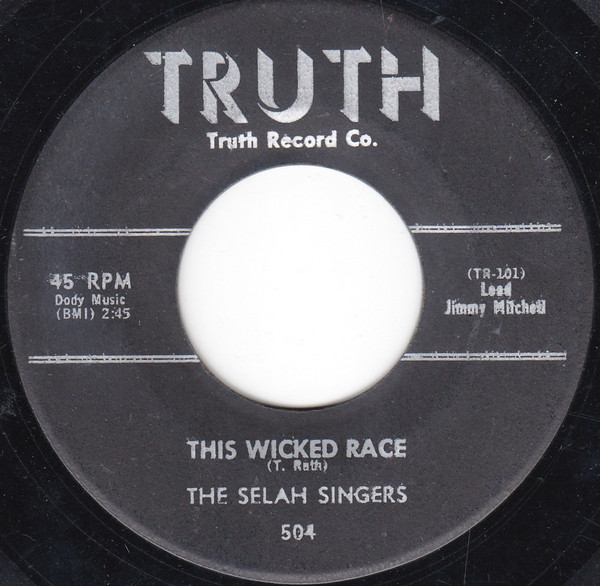 TRUTH
Truth Record Co.
45 RPM
Dody Music
(BMI) 2:45
(TR-101)
Lead
Jimmy Mitchell
THIS WICKED RACE
(T. Rath)
THE SELAH SINGERS
504